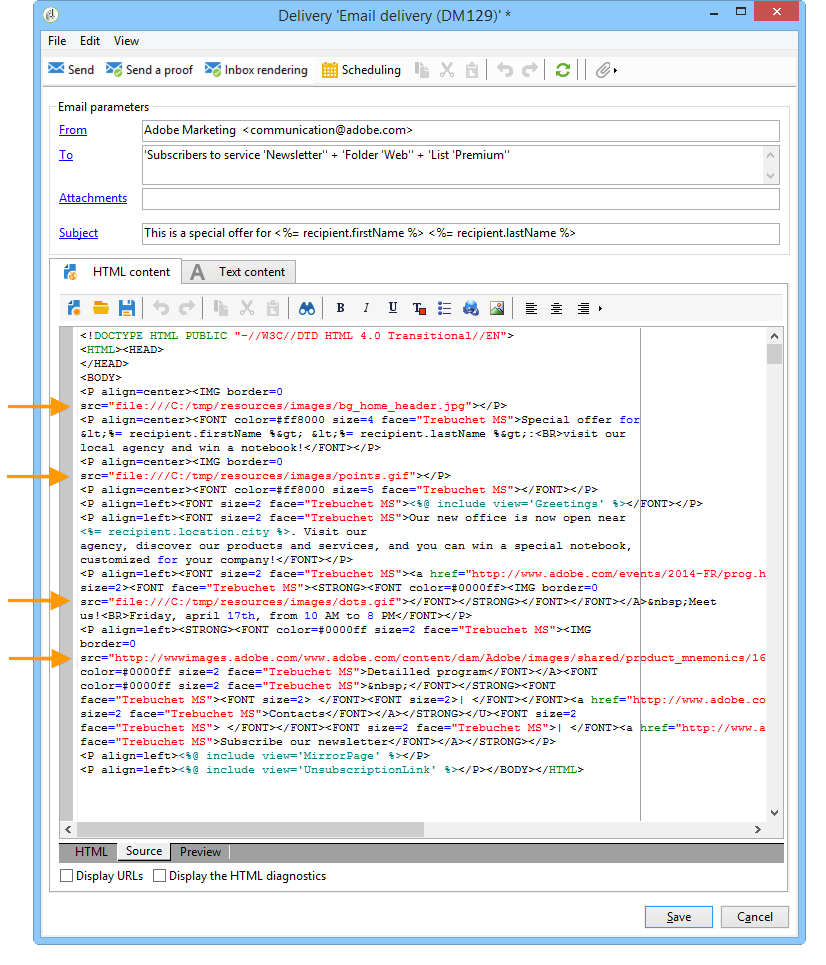 Delivery 'Email delivery (DM129)' *
File Edit View
Send Send a proof Inbox rendering Scheduling
Email parameters
From Adobe Marketing <communication@adobe.com>
To 'Subscribers to service 'Newsletter'' + 'Folder 'Web'' + 'List 'Premium''
Attachments
Subject This is a special offer for <%= recipient.firstName %> <%= recipient.lastName %>
HTML content A Text content
B I U T
<!DOCTYPE HTML PUBLIC "-//W3C//DTD HTML 4.0 Transitional//EN">
<HTML><HEAD>
</HEAD>
<BODY>
<P align=center><IMG border=0
src="file:///C:/tmp/resources/images/bg_home_header.jpg"></P>
<P align=center><FONT color=#ff8000 size=4 face="Trebuchet MS">Special offer for
&lt;%= recipient.firstName %&gt; &lt;%= recipient.lastName %&gt;:<BR>visit our
local agency and win a notebook!</FONT></P>
<P align=center><IMG border=0
src="file:///C:/tmp/resources/images/points.gif"></P>
<P align=center><FONT color=#ff8000 size=5 face="Trebuchet MS"></FONT></P>
<P align=left><FONT size=2 face="Trebuchet MS"><%@ include view='Greetings' %></FONT></P>
<P align=left><FONT size=2 face="Trebuchet MS">Our new office is now open near
<%= recipient.location.city %>. Visit our
agency, discover our products and services, and you can win a special notebook,
customized for your company!</FONT></P>
<P align=left><FONT size=2 face="Trebuchet MS"><a href="http://www.adobe.com/events/2014-FR/prog.h
size=2><FONT face="Trebuchet MS"><STRONG><FONT color=#0000ff><IMG border=0
src="file:///C:/tmp/resources/images/dots.gif"></FONT></STRONG></FONT></FONT></A>&nbsp;Meet
us!<BR>Friday, april 17th, from 10 AM to 8 PM</FONT></P>
<P align=left><STRONG><FONT color=#0000ff size=2 face="Trebuchet MS"><IMG
border=0
src="http://wwwimages.adobe.com/www.adobe.com/content/dam/Adobe/images/shared/product_mnemonics/16
color=#0000ff size=2 face="Trebuchet MS">Detailled program</FONT></A><FONT
color=#0000ff size=2 face="Trebuchet MS">&nbsp;</FONT></STRONG><FONT
face="Trebuchet MS"><FONT size=2> </FONT><FONT size=2>| </FONT></FONT><a href="http://www.adobe.co
size=2 face="Trebuchet MS">Contacts</FONT></A></STRONG></U><FONT size=2
face="Trebuchet MS"> </FONT></FONT><FONT size=2 face="Trebuchet MS">| </FONT><a href="http://www.a
face="Trebuchet MS">Subscribe our newsletter</FONT></A></STRONG></P>
<P align=left><%@ include view='MirrorPage' %></P>
<P align=left><%@ include view='UnsubscriptionLink' %></P></BODY></HTML>
HTML Source Preview
Display URLs Display the HTML diagnostics
Save Cancel